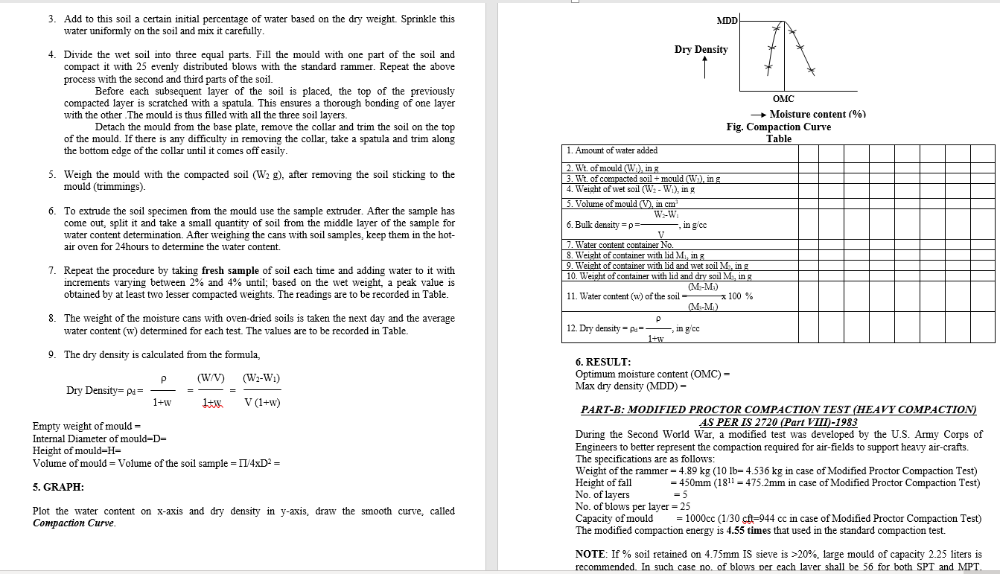 3. Add to this soil a certain initial percentage of water based on the dry weight. Sprinkle this
water uniformly on the soil and mix it carefully.
4. Divide the wet soil into three equal parts. Fill the mould with one part of the soil and
compact it with 25 evenly distributed blows with the standard rammer. Repeat the above
process with the second and third parts of the soil.
Before each subsequent layer of the soil is placed, the top of the previously
compacted layer is scratched with a spatula. This ensures a thorough bonding of one layer
with the other .The mould is thus filled with all the three soil layers.
Detach the mould from the base plate, remove the collar and trim the soil on the top
of the mould. If there is any difficulty in removing the collar, take a spatula and trim along
the bottom edge of the collar until it comes off easily.
5. Weigh the mould with the compacted soil (W₂ g), after removing the soil sticking to the
mould (trimmings).
6. To extrude the soil specimen from the mould use the sample extruder. After the sample has
come out, split it and take a small quantity of soil from the middle layer of the sample for
water content determination. After weighing the cans with soil samples, keep them in the hot-
air oven for 24hours to determine the water content.
7. Repeat the procedure by taking fresh sample of soil each time and adding water to it with
increments varying between 2% and 4% until; based on the wet weight, a peak value is
obtained by at least two lesser compacted weights. The readings are to be recorded in Table.
8. The weight of the moisture cans with oven-dried soils is taken the next day and the average
water content (w) determined for each test. The values are to be recorded in Table.
9. The dry density is calculated from the formula,
ρ (W/V) (W₂-W₁)
Dry Density= ρd = = =
1+w 1+w V (1+w)
Empty weight of mould =
Internal Diameter of mould=D=
Height of mould=H=
Volume of mould = Volume of the soil sample = Π/4xD² =
5. GRAPH:
Plot the water content on x-axis and dry density in y-axis, draw the smooth curve, called
Compaction Curve.
MDD
Dry Density
OMC
→ Moisture content (%)
Fig. Compaction Curve
Table
1. Amount of water added
2. Wt. of mould (W₁), in g
3. Wt. of compacted soil + mould (W₂), in g
4. Weight of wet soil (W₂ - W₁), in g
5. Volume of mould (V), in cm³
W₂-W₁
6. Bulk density = ρ = , in g/cc
V
7. Water content container No.
8. Weight of container with lid M₁, in g
9. Weight of container with lid and wet soil M₂, in g
10. Weight of container with lid and dry soil M₃, in g
(M₂-M₃)
11. Water content (w) of the soil = x 100 %
(M₃-M₁)
ρ
12. Dry density = ρd = , in g/cc
1+w
6. RESULT:
Optimum moisture content (OMC) =
Max dry density (MDD) =
PART-B: MODIFIED PROCTOR COMPACTION TEST (HEAVY COMPACTION)
AS PER IS 2720 (Part VIII)-1983
During the Second World War, a modified test was developed by the U.S. Army Corps of
Engineers to better represent the compaction required for air-fields to support heavy air-crafts.
The specifications are as follows:
Weight of the rammer = 4.89 kg (10 lb= 4.536 kg in case of Modified Proctor Compaction Test)
Height of fall = 450mm (18¹¹ = 475.2mm in case of Modified Proctor Compaction Test)
No. of layers = 5
No. of blows per layer = 25
Capacity of mould = 1000cc (1/30 cft=944 cc in case of Modified Proctor Compaction Test)
The modified compaction energy is 4.55 times that used in the standard compaction test.
NOTE: If % soil retained on 4.75mm IS sieve is >20%, large mould of capacity 2.25 liters is
recommended. In such case no. of blows per each layer shall be 56 for both SPT and MPT.